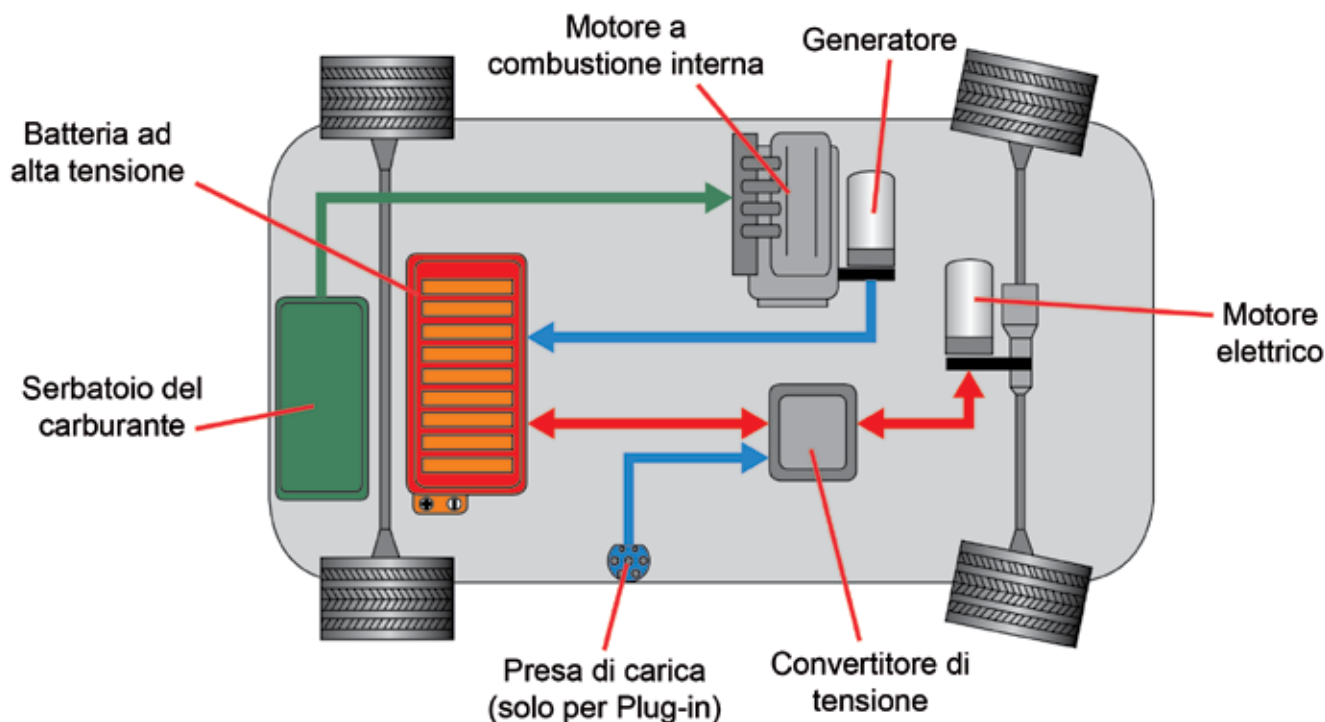 Motore a
combustione interna
Generatore
Batteria ad
alta tensione
Motore
elettrico
Serbatoio del
carburante
Presa di carica
(solo per Plug-in)
Convertitore di
tensione